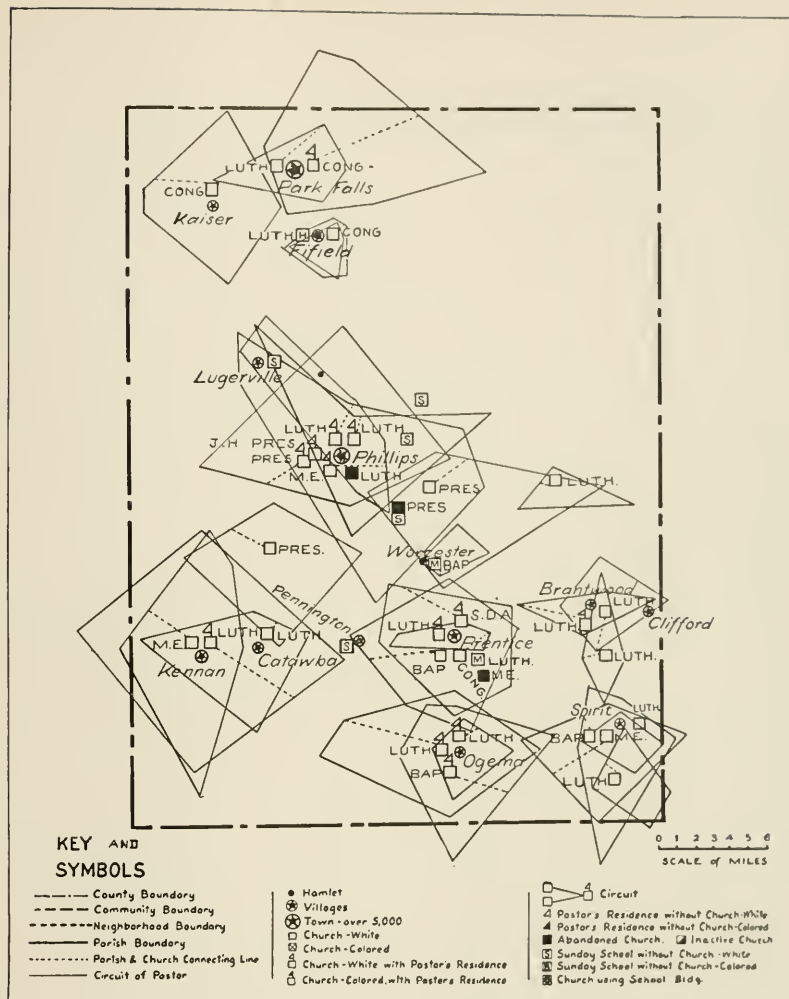 LUTH CONG-
Park Falls
CONG
Kaiser
LUTH CONG
Fifield
S
Lugerville
S
LUTH LUTH
S
J.H PRES
PRES Phillips
M.E. LUTH
PRES
LUTH.
PRES
S
Worcester
M BAP
Pennington
PRES.
Brantwood
S.D.A.
LUTH
LUTH Clifford
LUTH LUTH
M.E. Prentice
Kennan Catawba S
BAP M LUTH.
CONG M.E.
LUTH.
Spirit LUTH
LUTH LUTH
BAP M.E.
Ogema
BAP LUTH
KEY AND
SYMBOLS
County Boundary
Community Boundary
Neighborhood Boundary
Parish Boundary
Parish & Church Connecting Line
Circuit of Pastor
Hamlet
Villages
Town-over 5,000
Church-White
Church-Colored
Church-White with Pastor's Residence
Church-Colored, with Pastors Residence
0 1 2 3 4 5 6
SCALE of MILES
Circuit
Pastor's Residence without Church-White
Pastor's Residence without Church-Colored
Abandoned Church. Inactive Church
S Sunday School without Church-White
Sunday School without Church-Colored
Church using School Bldg.